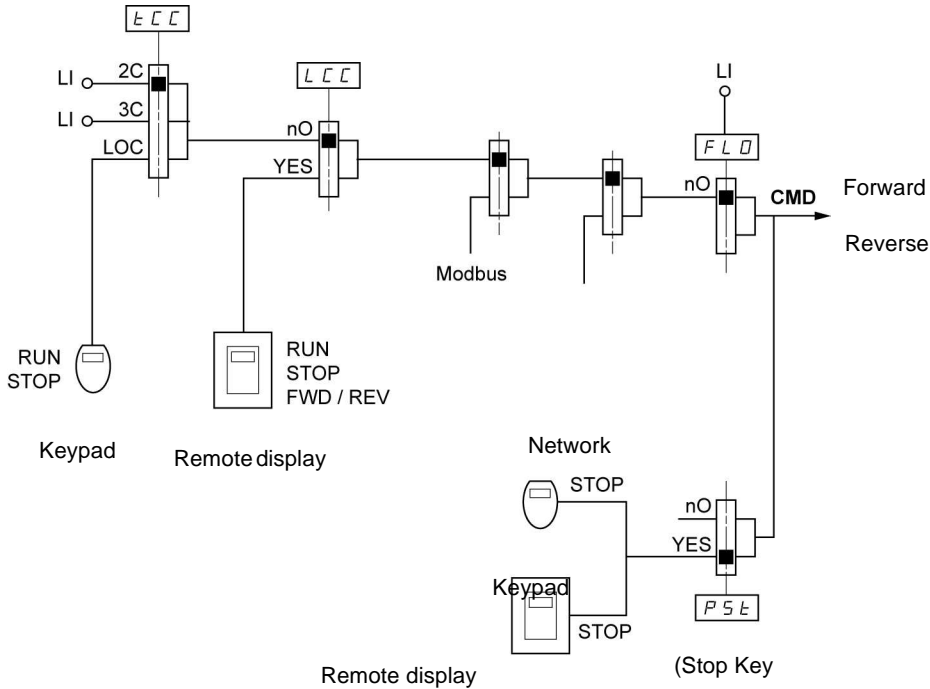 tCC
LI 2C
LI 3C
LOC
LCC
nO
YES
LI
FLO
nO
CMD
Forward
Reverse
Modbus
RUN
STOP
RUN
STOP
FWD / REV
Keypad
Remote display
Network
STOP
nO
YES
Keypad
STOP
PSt
Remote display
(Stop Key